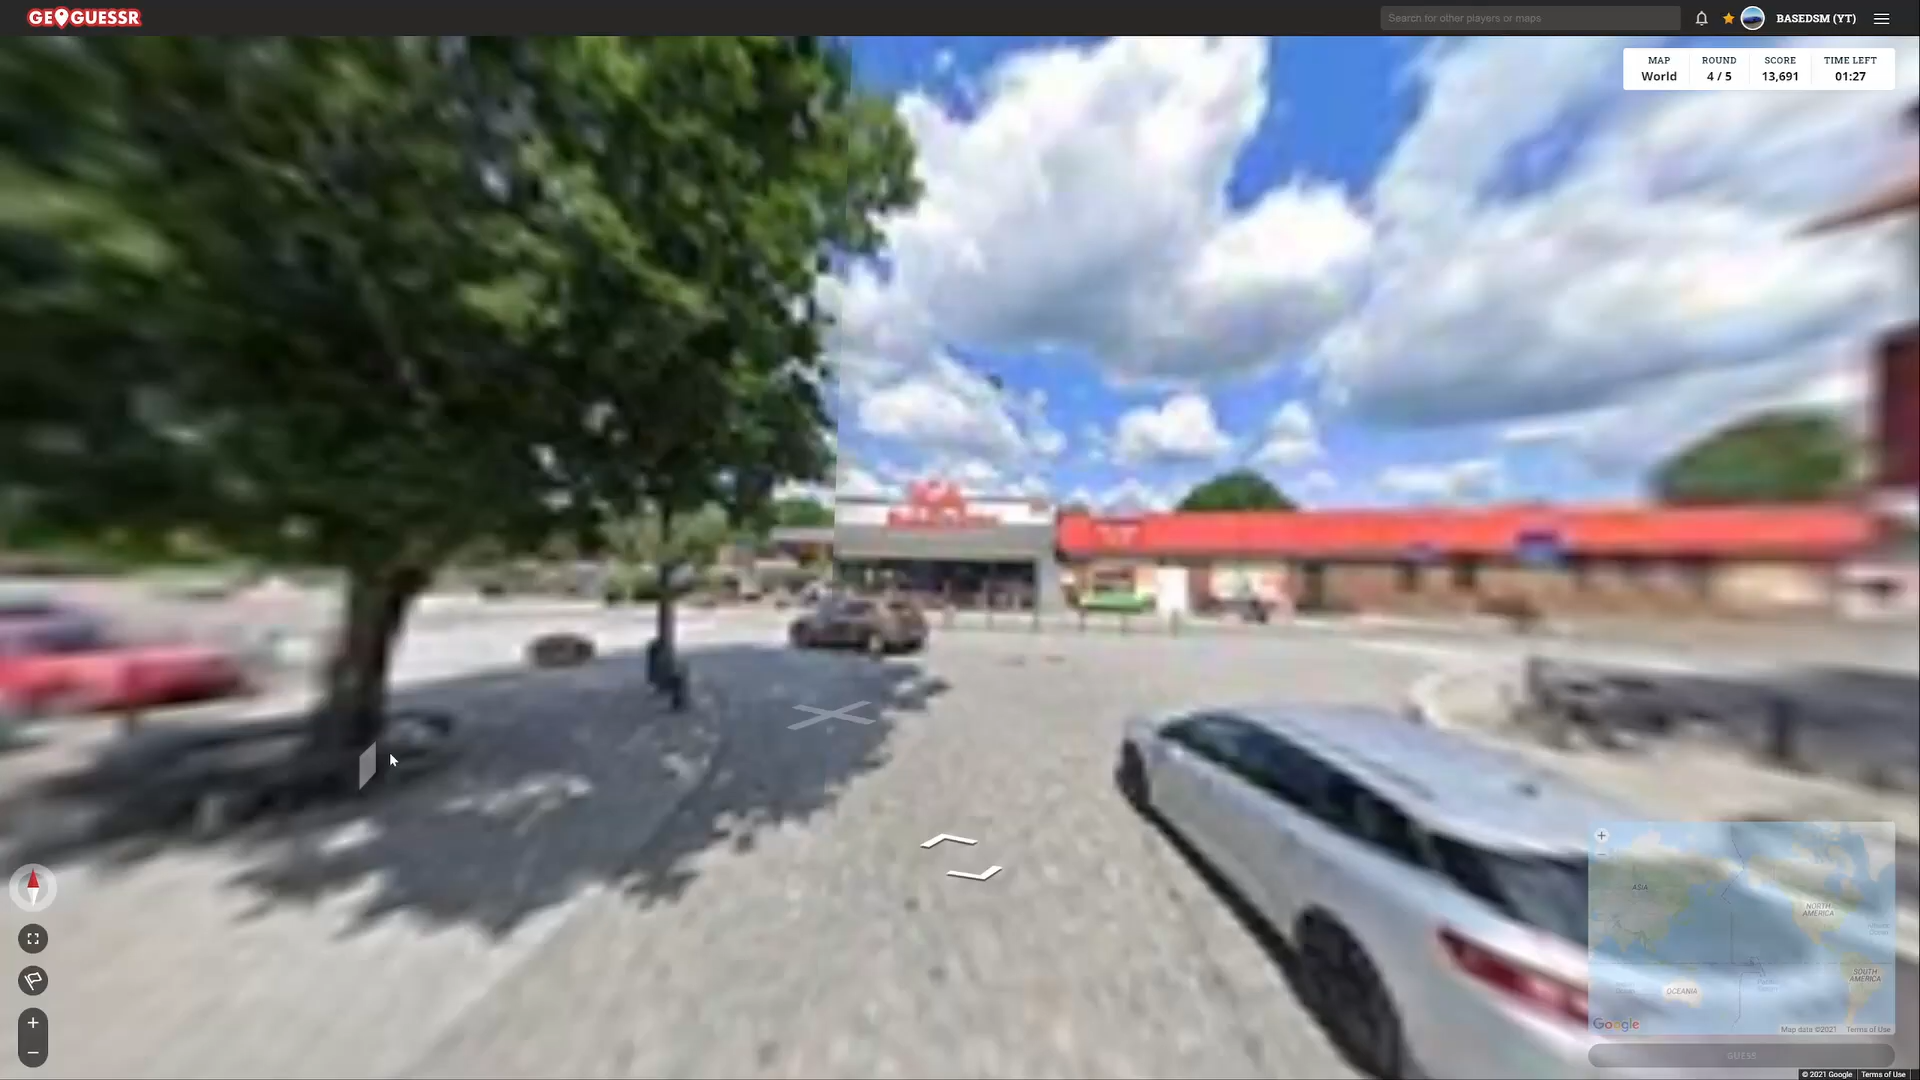 GEOGUESSR
Search for other players or maps
BASEDSM (YT)
MAP
World
ROUND
4 / 5
SCORE
13,691
TIME LEFT
01:27
ASIA
NORTH
AMERICA
SOUTH
AMERICA
OCEANIA
Google
Map data ©2021
Terms of Use
GUESS
© 2021 Google
Terms of Use